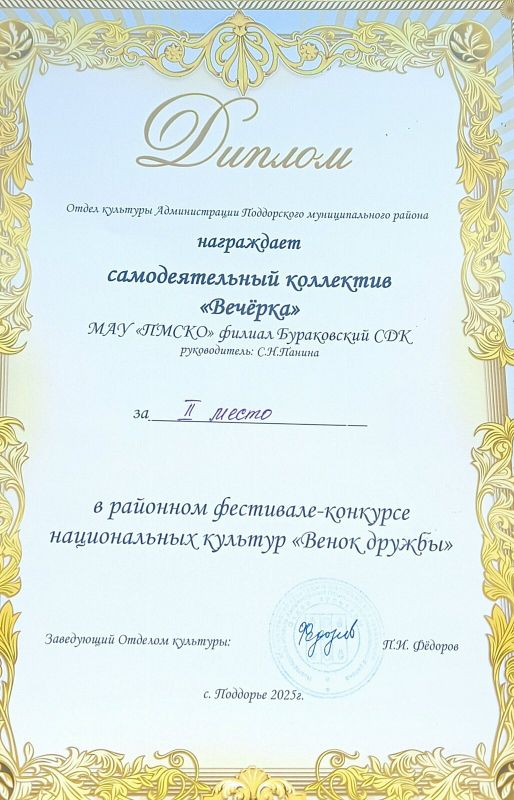 Диплом
Отдел культуры Администрации Поддорского муниципального района
награждает
самодеятельный коллектив
«Вечёрка»
МАУ «ПМСКО» филиал Бураковский СДК
руководитель: С.Н.Панина
за II место
в районном фестивале-конкурсе
национальных культур «Венок дружбы»
Заведующий Отделом культуры: П.И. Фёдоров
с. Поддорье 2025г.